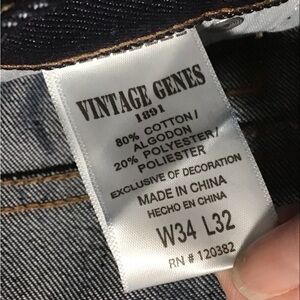 VINTAGE GENES
1891
80% COTTON/
ALGODON
20% POLYESTER/
POLIESTER
EXCLUSIVE OF DECORATION
MADE IN CHINA
HECHO EN CHINA
W34 L32
RN # 120382